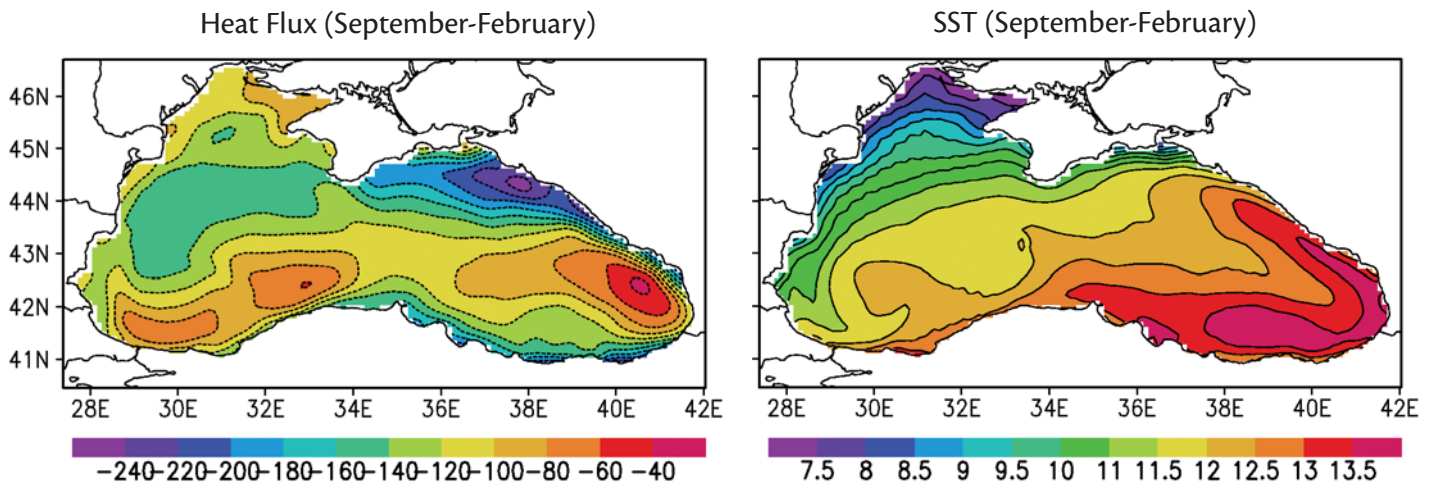 Heat Flux (September-February)
46N
45N
44N
43N
42N
41N
28E 30E 32E 34E 36E 38E 40E 42E
−240 −220 −200 −180 −160 −140 −120 −100 −80 −60 −40
SST (September-February)
28E 30E 32E 34E 36E 38E 40E 42E
7.5 8 8.5 9 9.5 10 11 11.5 12 12.5 13 13.5